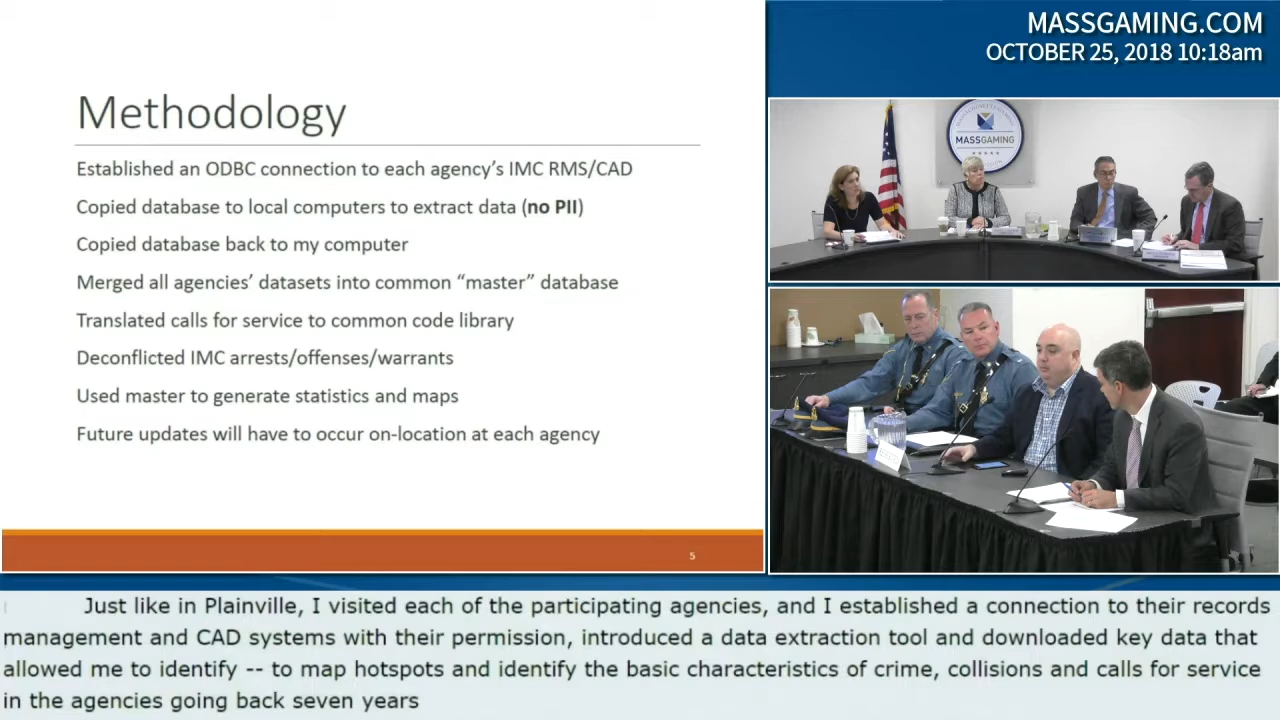 Methodology
Established an ODBC connection to each agency's IMC RMS/CAD
Copied database to local computers to extract data (no PII)
Copied database back to my computer
Merged all agencies' datasets into common “master” database
Translated calls for service to common code library
Deconflicted IMC arrests/offenses/warrants
Used master to generate statistics and maps
Future updates will have to occur on-location at each agency
5
MASSGAMING.COM
OCTOBER 25, 2018 10:18am
MASSGAMING
Just like in Plainville, I visited each of the participating agencies, and I established a connection to their records
management and CAD systems with their permission, introduced a data extraction tool and downloaded key data that
allowed me to identify -- to map hotspots and identify the basic characteristics of crime, collisions and calls for service
in the agencies going back seven years